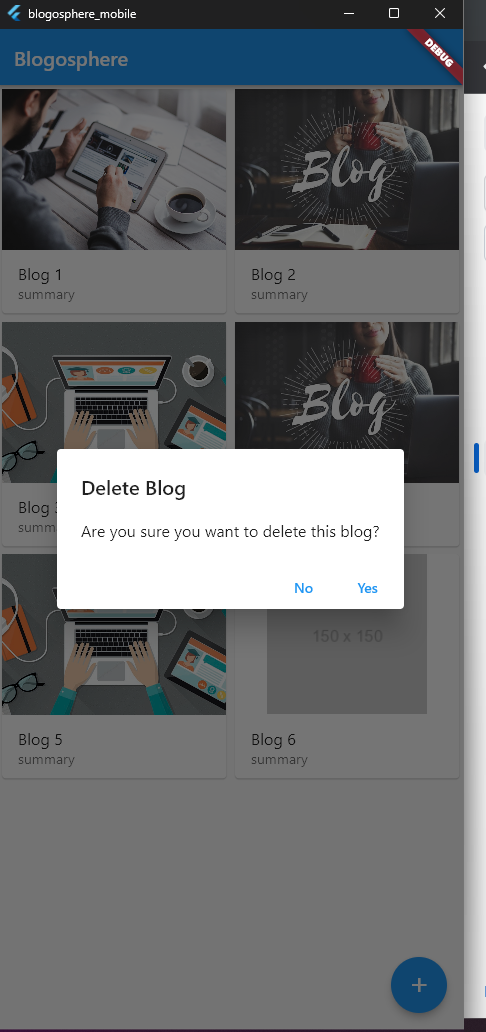 blogosphere_mobile
Blogosphere
DEBUG
Blog
Blog 1
summary
Blog 2
summary
Blog
Blog 3
summ
Delete Blog
Are you sure you want to delete this blog?
No
Yes
150 x 150
Blog 5
summary
Blog 6
summary